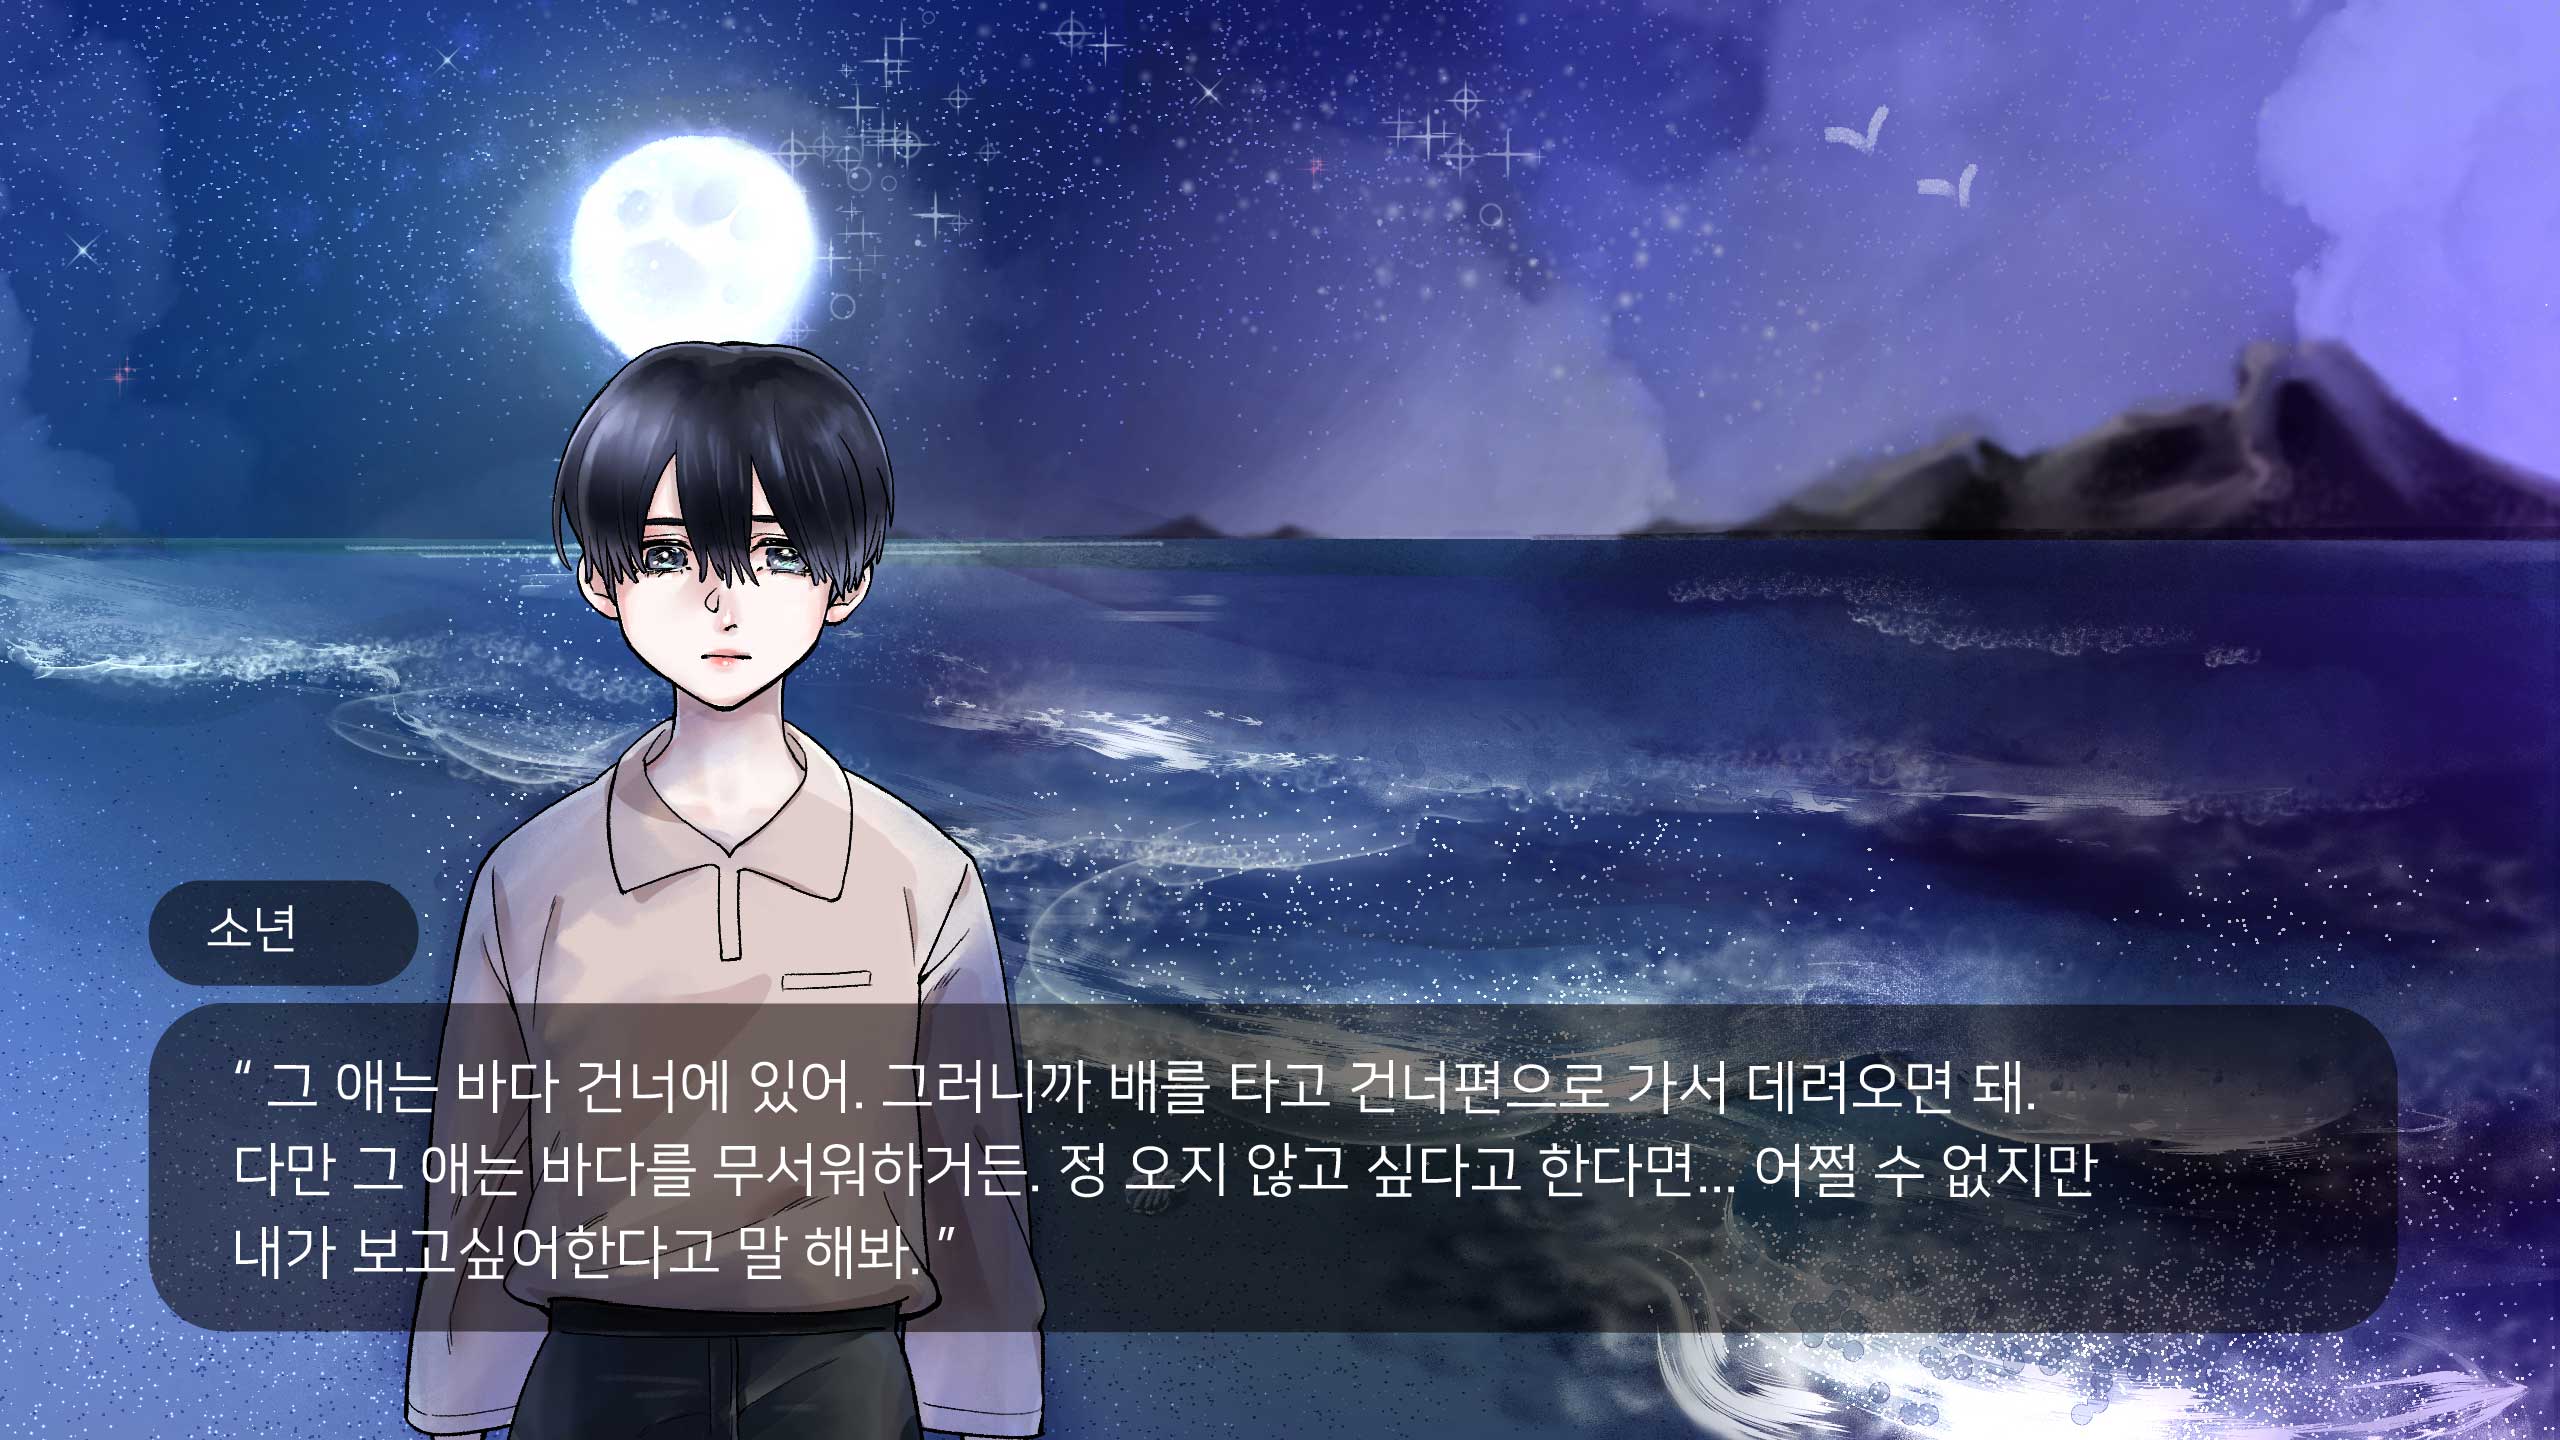 소년
“ 그 애는 바다 건너에 있어. 그러니까 배를 타고 건너편으로 가서 데려오면 돼.
다만 그 애는 바다를 무서워하거든. 정 오지 않고 싶다고 한다면... 어쩔 수 없지만
내가 보고싶어한다고 말 해봐. ”